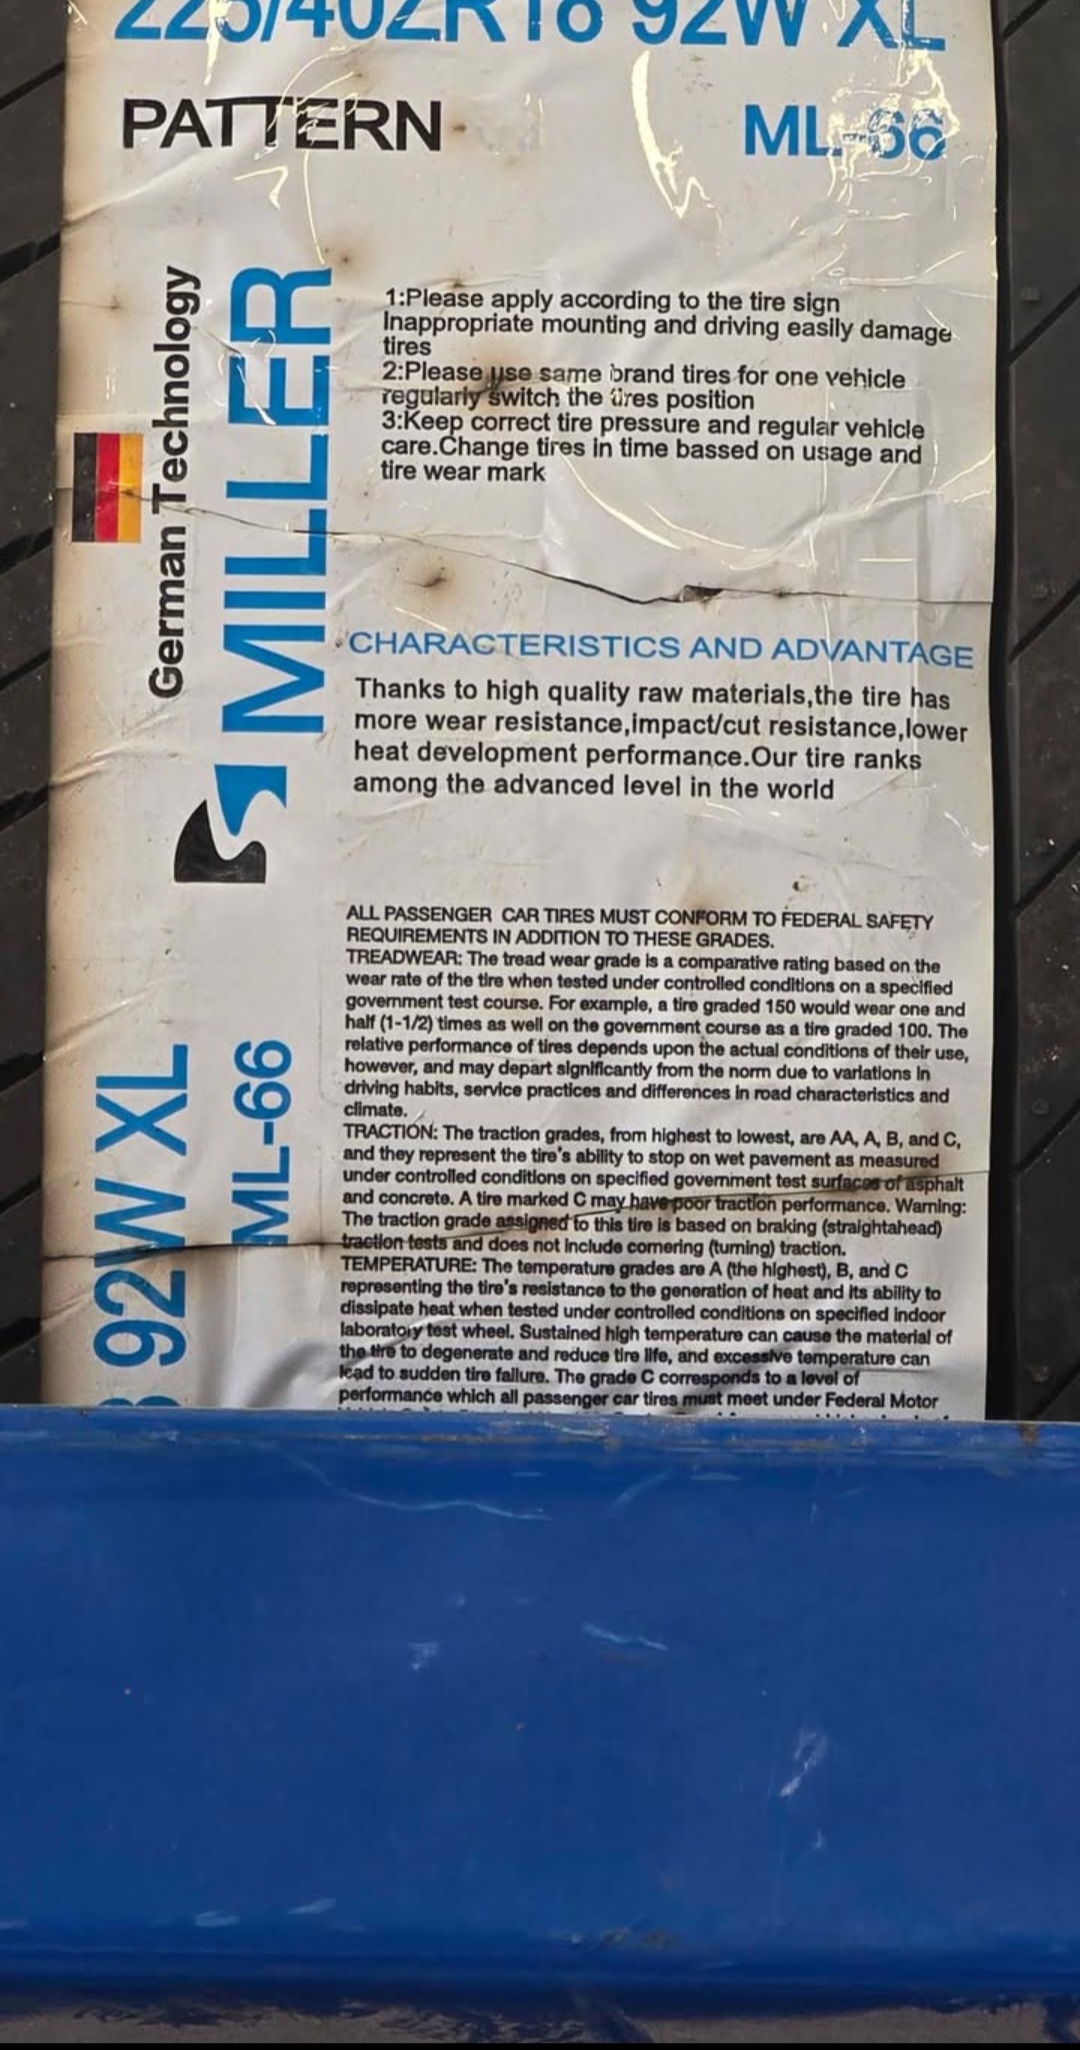 225/40ZR18 92W XL
PATTERN ML-66
German Technology
MILLER
1:Please apply according to the tire sign
Inappropriate mounting and driving easily damage
tires
2:Please use same brand tires for one vehicle
regularly switch the tires position
3:Keep correct tire pressure and regular vehicle
care.Change tires in time bassed on usage and
tire wear mark
CHARACTERISTICS AND ADVANTAGE
Thanks to high quality raw materials,the tire has
more wear resistance,impact/cut resistance,lower
heat development performance.Our tire ranks
among the advanced level in the world
92W XL
ML-66
ALL PASSENGER CAR TIRES MUST CONFORM TO FEDERAL SAFETY
REQUIREMENTS IN ADDITION TO THESE GRADES.
TREADWEAR: The tread wear grade is a comparative rating based on the
wear rate of the tire when tested under controlled conditions on a specified
government test course. For example, a tire graded 150 would wear one and
half (1-1/2) times as well on the government course as a tire graded 100. The
relative performance of tires depends upon the actual conditions of their use,
however, and may depart significantly from the norm due to variations in
driving habits, service practices and differences in road characteristics and
climate.
TRACTION: The traction grades, from highest to lowest, are AA, A, B, and C,
and they represent the tire's ability to stop on wet pavement as measured
under controlled conditions on specified government test surfaces of asphalt
and concrete. A tire marked C may have poor traction performance. Warning:
The traction grade assigned to this tire is based on braking (straightahead)
traction tests and does not include cornering (turning) traction.
TEMPERATURE: The temperature grades are A (the highest), B, and C
representing the tire's resistance to the generation of heat and its ability to
dissipate heat when tested under controlled conditions on specified indoor
laboratory test wheel. Sustained high temperature can cause the material of
the tire to degenerate and reduce tire life, and excessive temperature can
lead to sudden tire failure. The grade C corresponds to a level of
performance which all passenger car tires must meet under Federal Motor